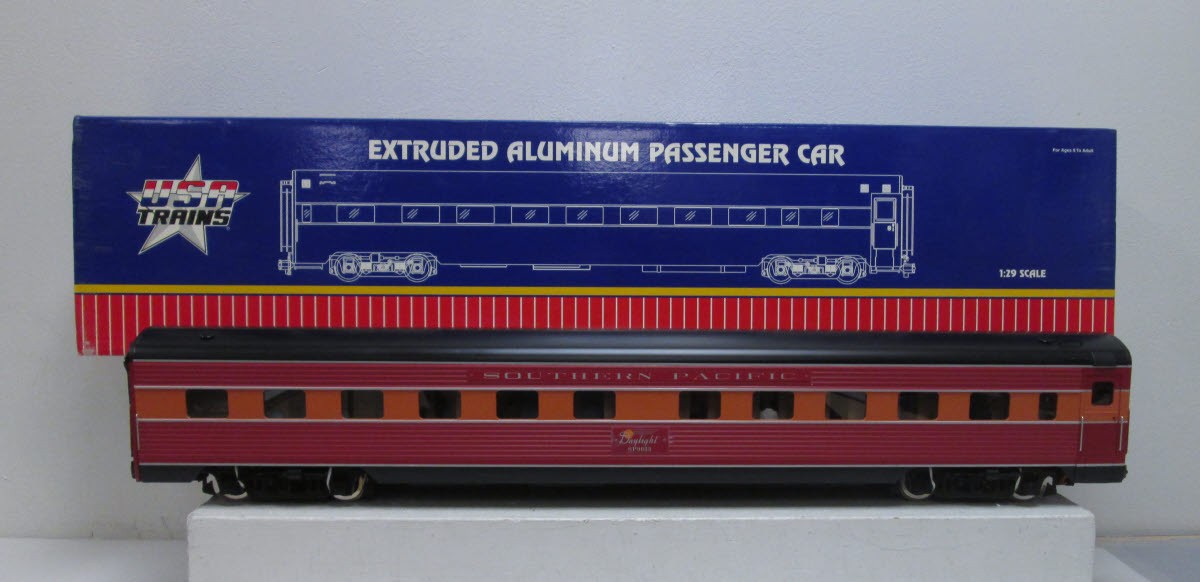 EXTRUDED ALUMINUM PASSENGER CAR
For Ages 8 To Adult
USA
TRAINS
1:29 SCALE
SOUTHERN PACIFIC
Daylight